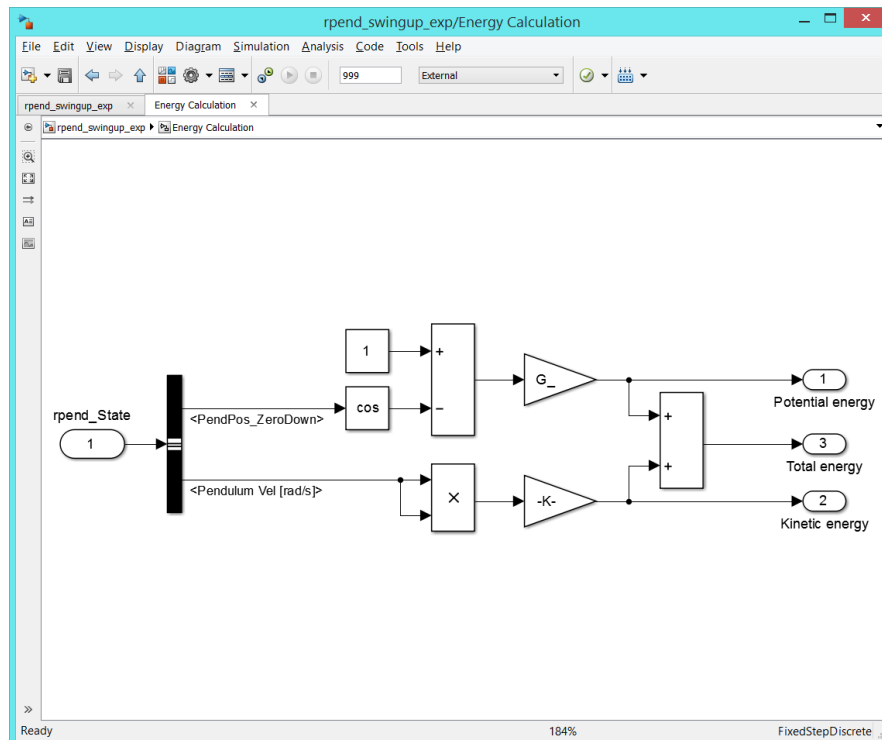 rpend_swingup_exp/Energy Calculation
File Edit View Display Diagram Simulation Analysis Code Tools Help
999 External
rpend_swingup_exp Energy Calculation
rpend_swingup_exp Energy Calculation
1 +
G_ 1
Potential energy
cos −
<PendPos_ZeroDown>
+
rpend_State
1
3
Total energy
+
<Pendulum Vel [rad/s]>
×
-K-
2
Kinetic energy
Ready 184% FixedStepDiscrete